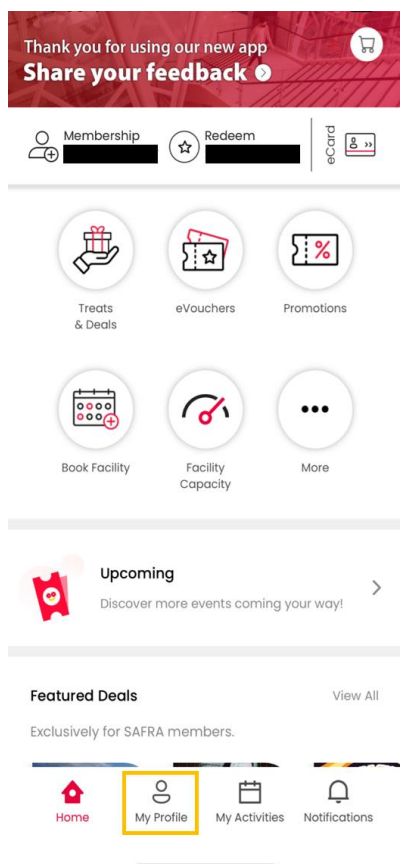 Thank you for using our new app
Share your feedback
Membership
Redeem
eCard
Treats
& Deals
eVouchers
Promotions
Book Facility
Facility
Capacity
More
Upcoming
Discover more events coming your way!
Featured Deals
View All
Exclusively for SAFRA members.
Home
My Profile
My Activities
Notifications